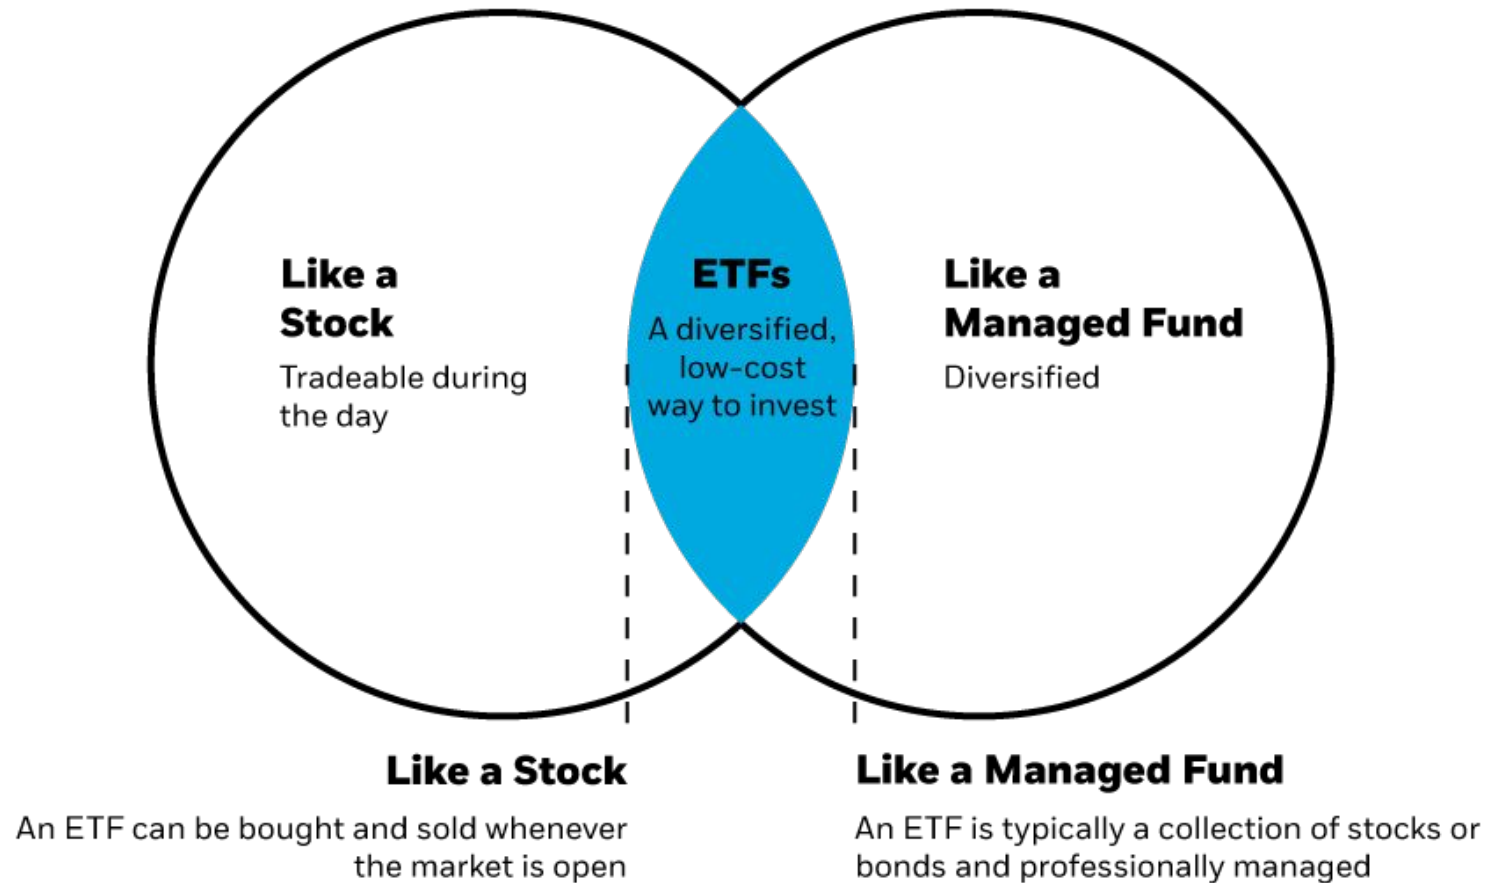 Like a
Stock
Tradeable during
the day
ETFs
A diversified,
low-cost
way to invest
Like a
Managed Fund
Diversified
Like a Stock
An ETF can be bought and sold whenever
the market is open
Like a Managed Fund
An ETF is typically a collection of stocks or
bonds and professionally managed